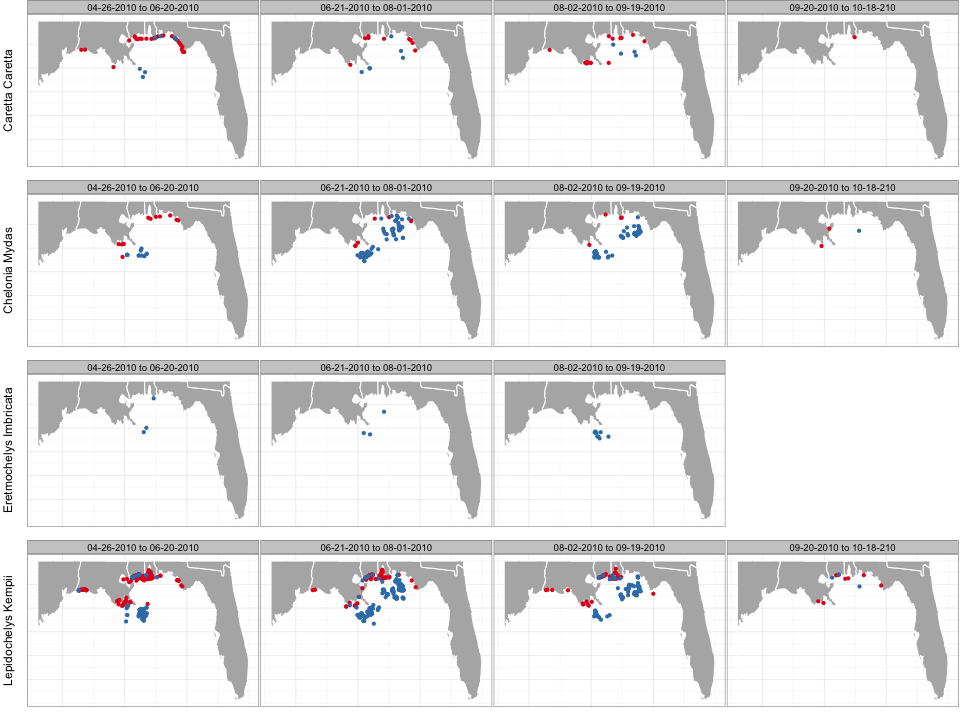 04-26-2010 to 06-20-2010 06-21-2010 to 08-01-2010 08-02-2010 to 09-19-2010 09-20-2010 to 10-18-210
Caretta Caretta
04-26-2010 to 06-20-2010 06-21-2010 to 08-01-2010 08-02-2010 to 09-19-2010 09-20-2010 to 10-18-210
Chelonia Mydas
04-26-2010 to 06-20-2010 06-21-2010 to 08-01-2010 08-02-2010 to 09-19-2010
Eretmochelys Imbricata
04-26-2010 to 06-20-2010 06-21-2010 to 08-01-2010 08-02-2010 to 09-19-2010 09-20-2010 to 10-18-210
Lepidochelys Kempii